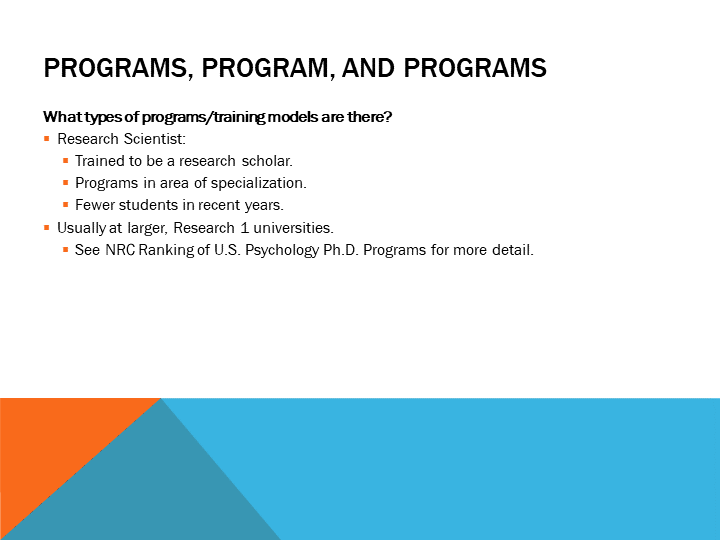 PROGRAMS, PROGRAM, AND PROGRAMS
What types of programs/training models are there?
Research Scientist:
Trained to be a research scholar.
Programs in area of specialization.
Fewer students in recent years.
Usually at larger, Research 1 universities.
See NRC Ranking of U.S. Psychology Ph.D. Programs for more detail.